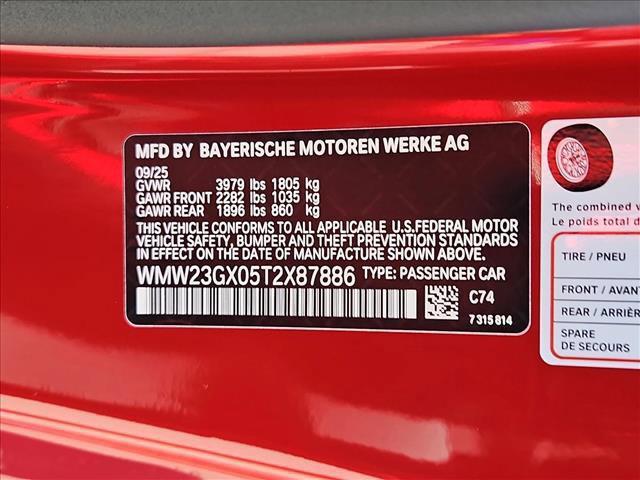 MFD BY BAYERISCHE MOTOREN WERKE AG
09/25
GVWR 3979 lbs 1805 kg
GAWR FRONT 2282 lbs 1035 kg
GAWR REAR 1896 lbs 860 kg
THIS VEHICLE CONFORMS TO ALL APPLICABLE U.S.FEDERAL MOTOR
VEHICLE SAFETY, BUMPER AND THEFT PREVENTION STANDARDS
IN EFFECT ON THE DATE OF MANUFACTURE SHOWN ABOVE.
WMW23GX05T2X87886 TYPE: PASSENGER CAR
C74
7315814
The combined
Le poids total
TIRE / PNEU
FRONT / AVANT
REAR / ARRIÈRE
SPARE
DE SECOURS